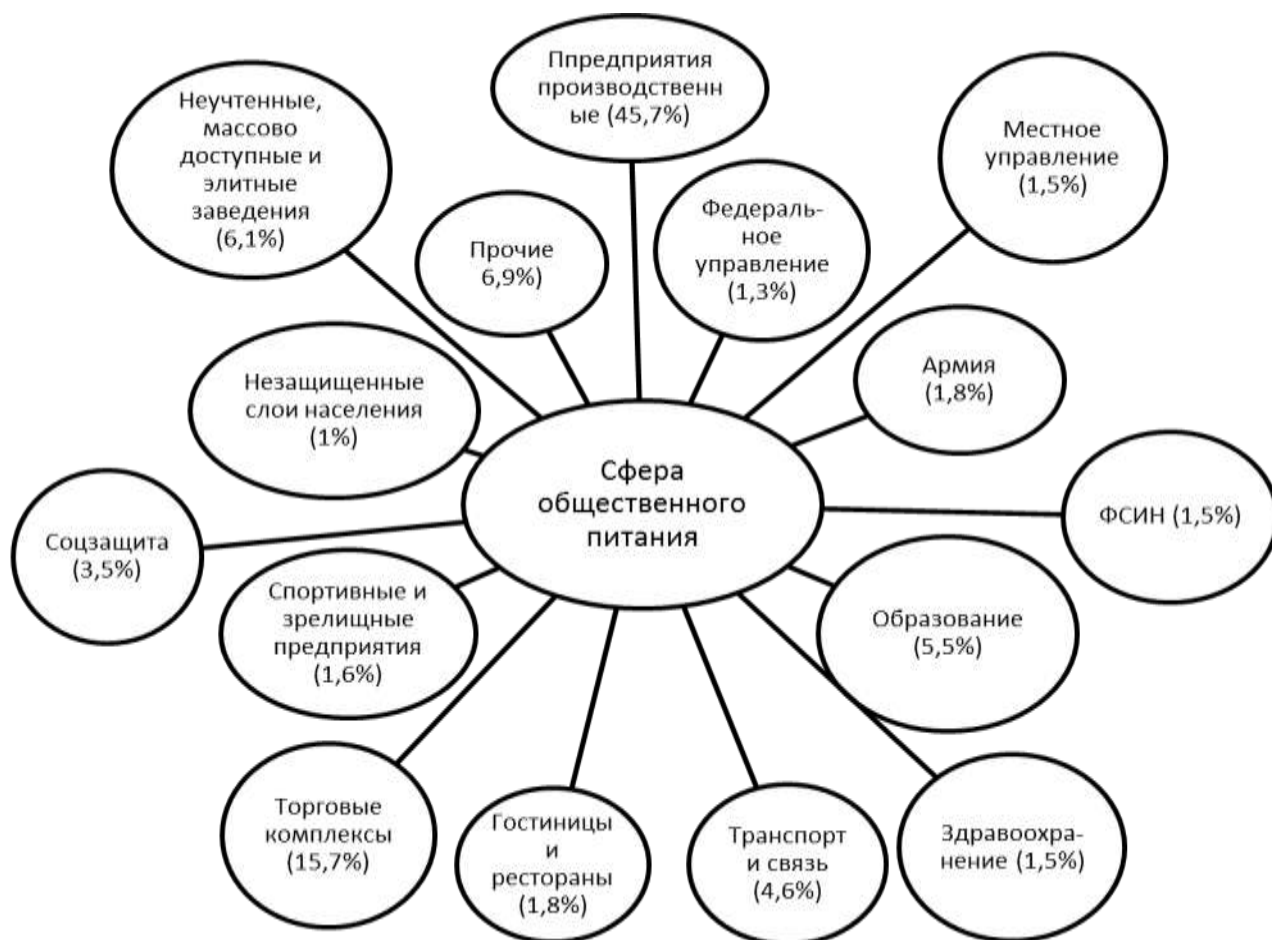 Ппредприятия
производственн
ые (45,7%)
Неучтенные,
массово
доступные и
элитные
заведения
(6,1%)
Местное
управление
(1,5%)
Федераль-
ное
управление
(1,3%)
Прочие
6,9%)
Армия
(1,8%)
Незащищенные
слои населения
(1%)
Сфера
общественного
питания
ФСИН (1,5%)
Соцзащита
(3,5%)
Спортивные и
зрелищные
предприятия
(1,6%)
Образование
(5,5%)
Торговые
комплексы
(15,7%)
Гостиницы
и
рестораны
(1,8%)
Транспорт
и связь
(4,6%)
Здравоохра-
нение (1,5%)